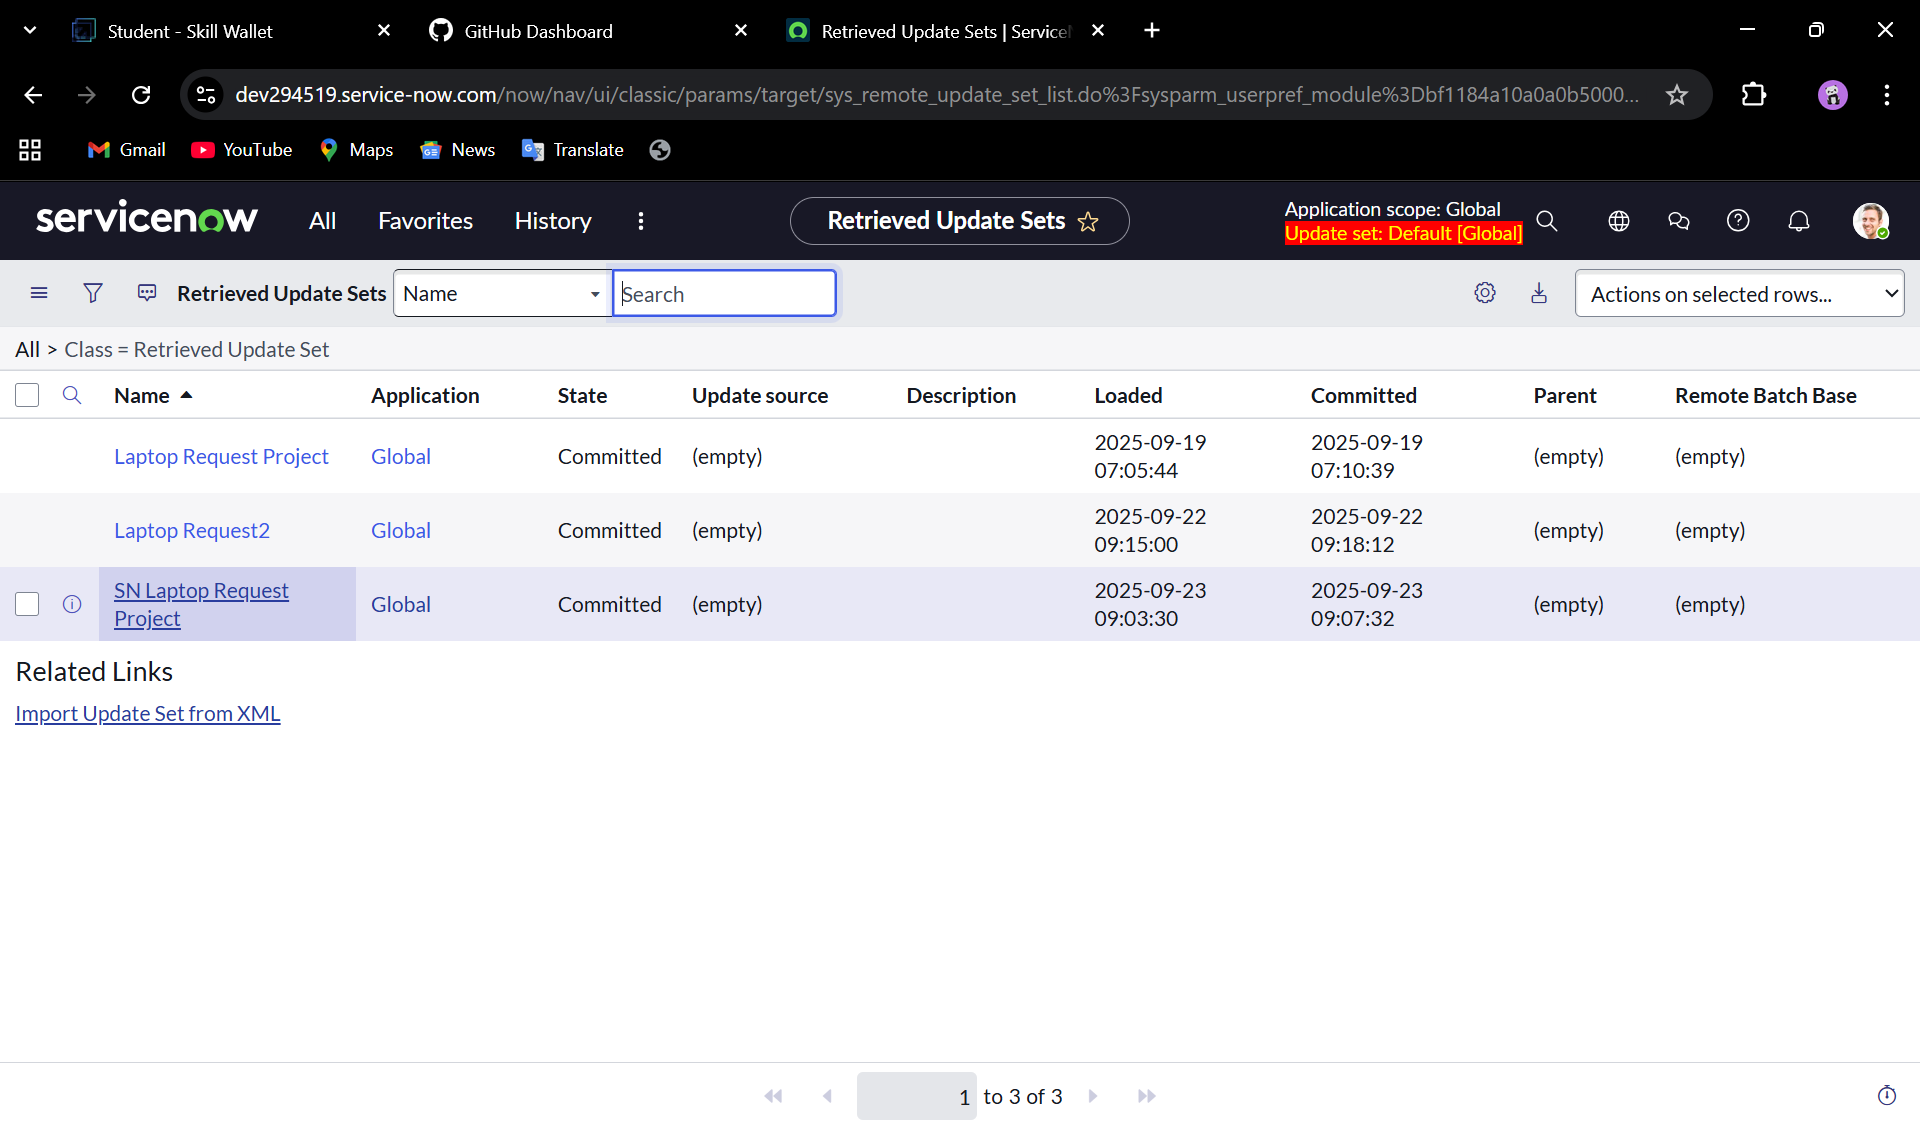 Student - Skill Wallet
GitHub Dashboard
Retrieved Update Sets | Service
dev294519.service-now.com/now/nav/ui/classic/params/target/sys_remote_update_set_list.do%3Fsysparm_userpref_module%3Dbf1184a10a0a0b5000...
Gmail
YouTube
Maps
News
Translate
servicenow
All
Favorites
History
Retrieved Update Sets
Application scope: Global
Update set: Default [Global]
Retrieved Update Sets
Name
Search
Actions on selected rows...
All > Class = Retrieved Update Set
Name Application State Update source Description Loaded Committed Parent Remote Batch Base
Laptop Request Project Global Committed (empty) 2025-09-19 07:05:44 2025-09-19 07:10:39 (empty) (empty)
Laptop Request2 Global Committed (empty) 2025-09-22 09:15:00 2025-09-22 09:18:12 (empty) (empty)
SN Laptop Request Project Global Committed (empty) 2025-09-23 09:03:30 2025-09-23 09:07:32 (empty) (empty)
Related Links
Import Update Set from XML
1 to 3 of 3